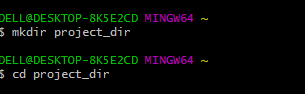 DELL@DESKTOP-8K5E2CD MINGW64 ~
$ mkdir project_dir
DELL@DESKTOP-8K5E2CD MINGW64 ~
$ cd project_dir